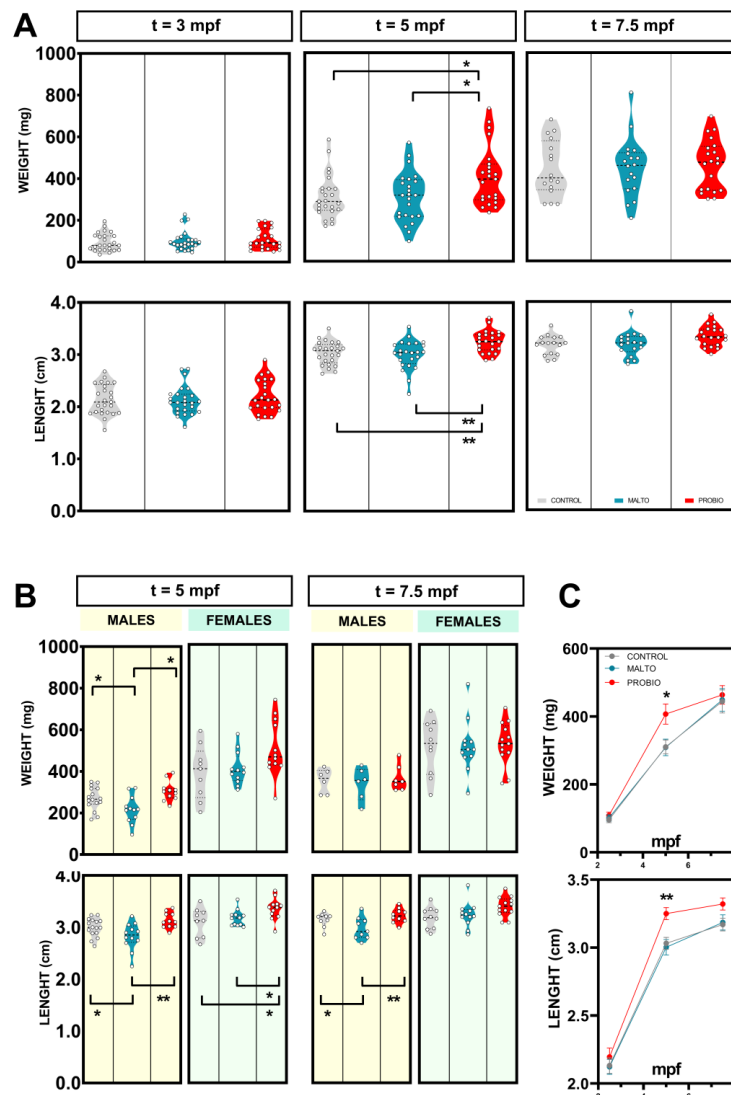 A
t = 3 mpf
t = 5 mpf
t = 7.5 mpf
WEIGHT (mg)
1000
800
600
400
200
0
*
*
LENGHT (cm)
4.0
3.0
2.0
1.0
0.0
**
**
CONTROL
MALTO
PROBIO
B
t = 5 mpf
t = 7.5 mpf
MALES
FEMALES
MALES
FEMALES
WEIGHT (mg)
1000
800
600
400
200
0
*
*
LENGHT (cm)
4.0
3.0
2.0
1.0
0.0
*
**
*
*
*
**
C
WEIGHT (mg)
600
400
200
0
CONTROL
MALTO
PROBIO
*
mpf
2
4
6
LENGHT (cm)
3.5
3.0
2.5
2.0
**
mpf